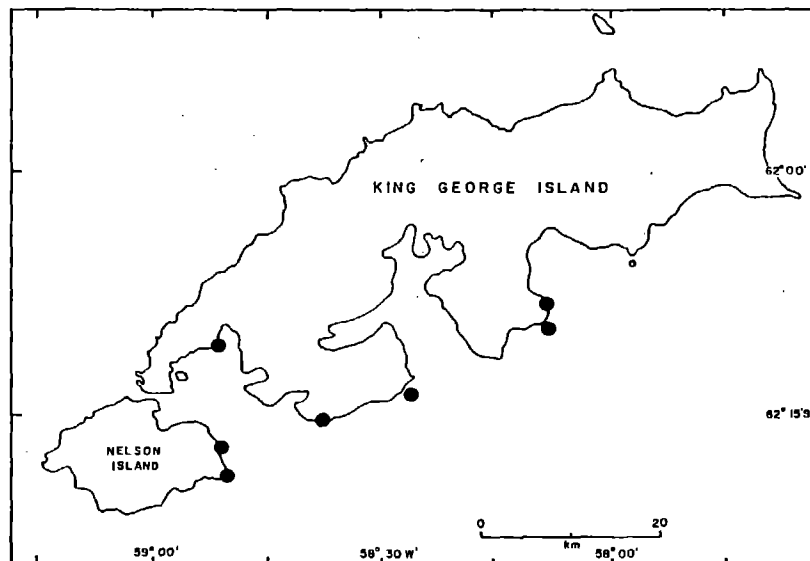 KING GEORGE ISLAND
62°00'
62°15'S
NELSON
ISLAND
0 20
km
59°00'
58°30'W
58°00'